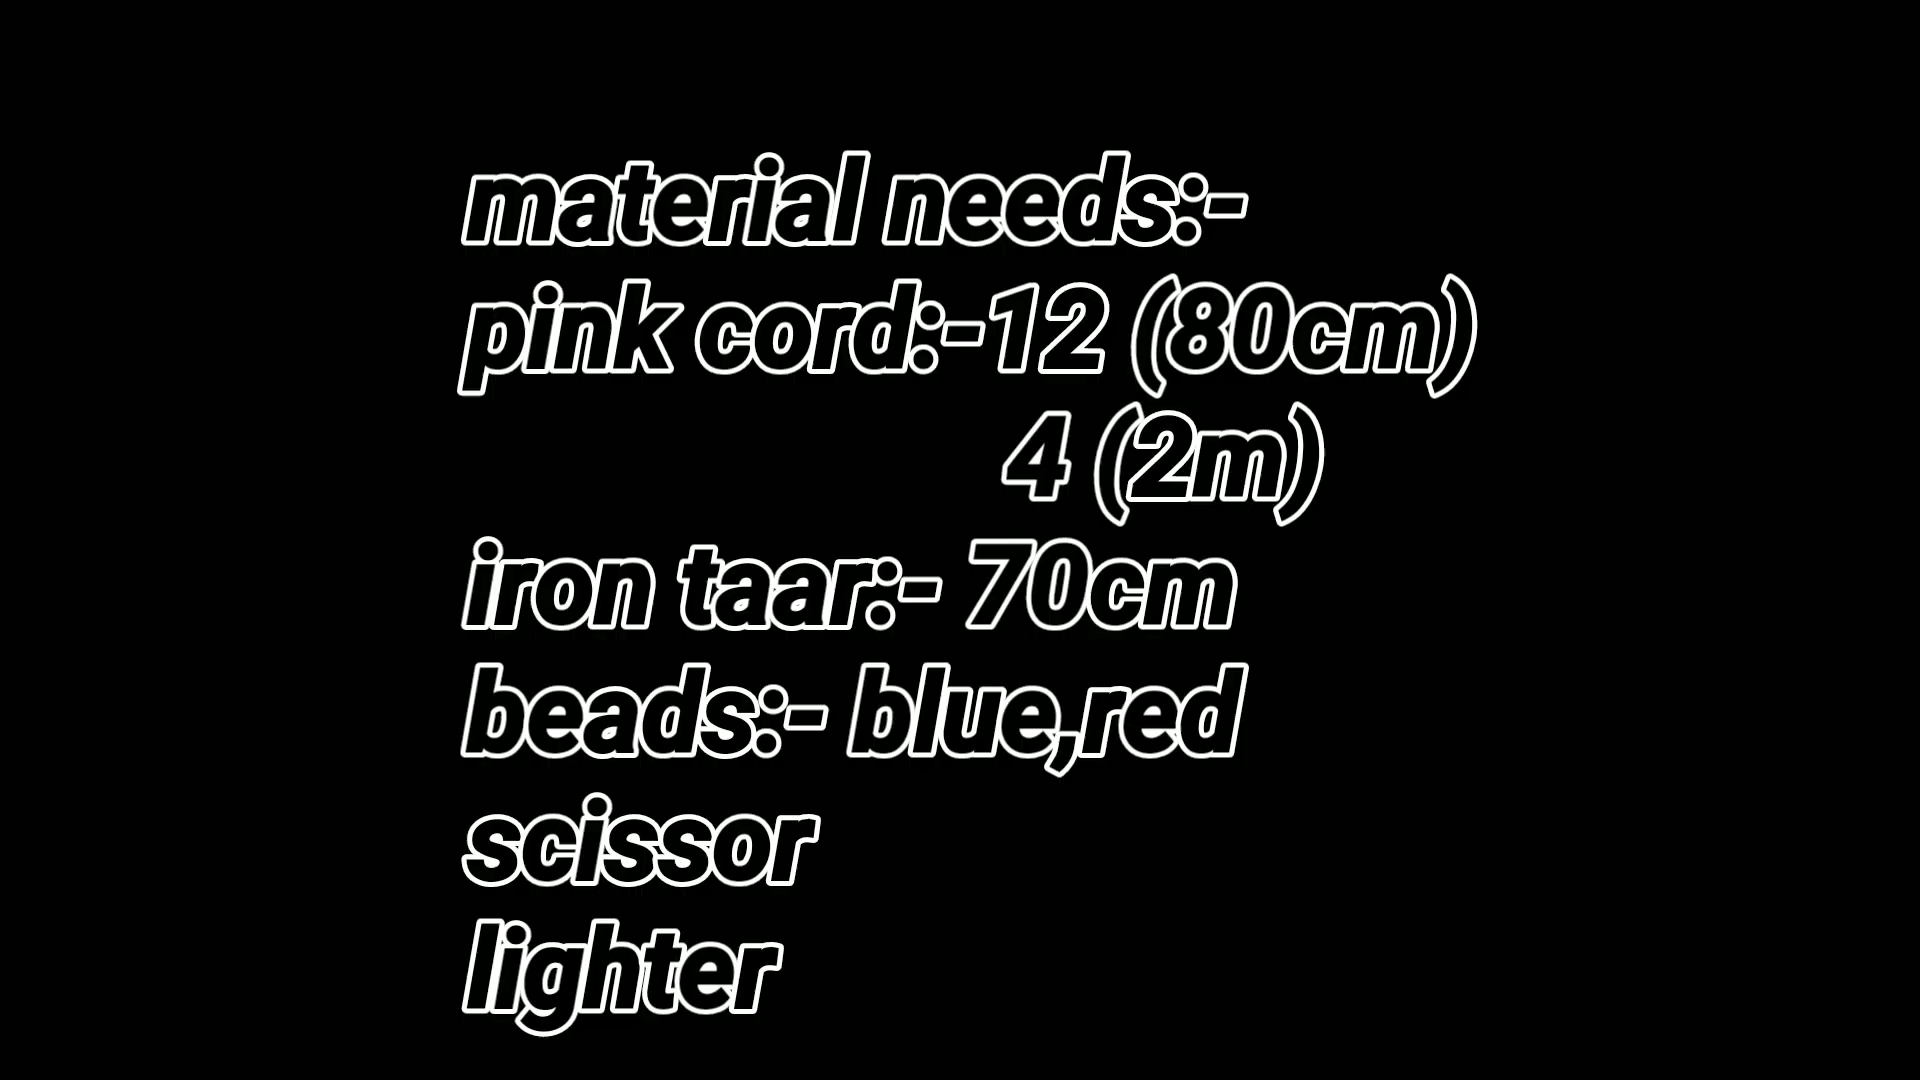 material needs:-
pink cord:-12 (80cm)
4 (2m)
iron taar:- 70cm
beads:- blue,red
scissor
lighter